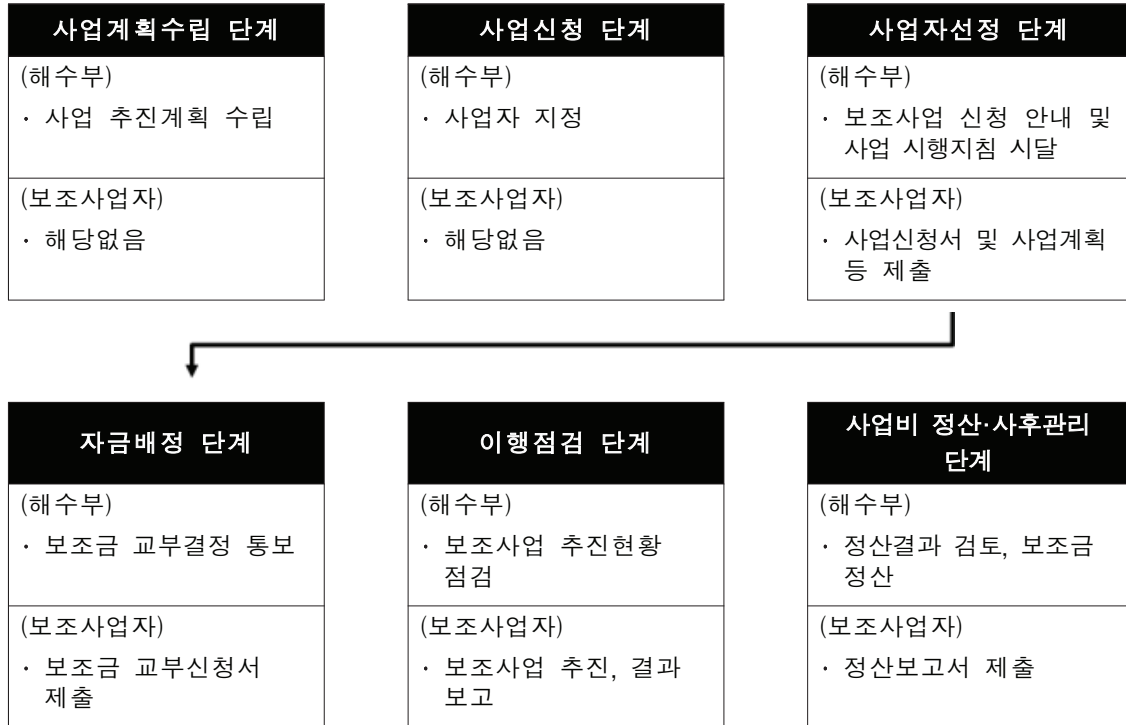 사업계획수립 단계
(해수부)
· 사업 추진계획 수립
(보조사업자)
· 해당없음
사업신청 단계
(해수부)
· 사업자 지정
(보조사업자)
· 해당없음
사업자선정 단계
(해수부)
· 보조사업 신청 안내 및
사업 시행지침 시달
(보조사업자)
· 사업신청서 및 사업계획
등 제출
자금배정 단계
(해수부)
· 보조금 교부결정 통보
(보조사업자)
· 보조금 교부신청서
제출
이행점검 단계
(해수부)
· 보조사업 추진현황
점검
(보조사업자)
· 보조사업 추진, 결과
보고
사업비 정산·사후관리
단계
(해수부)
· 정산결과 검토, 보조금
정산
(보조사업자)
· 정산보고서 제출